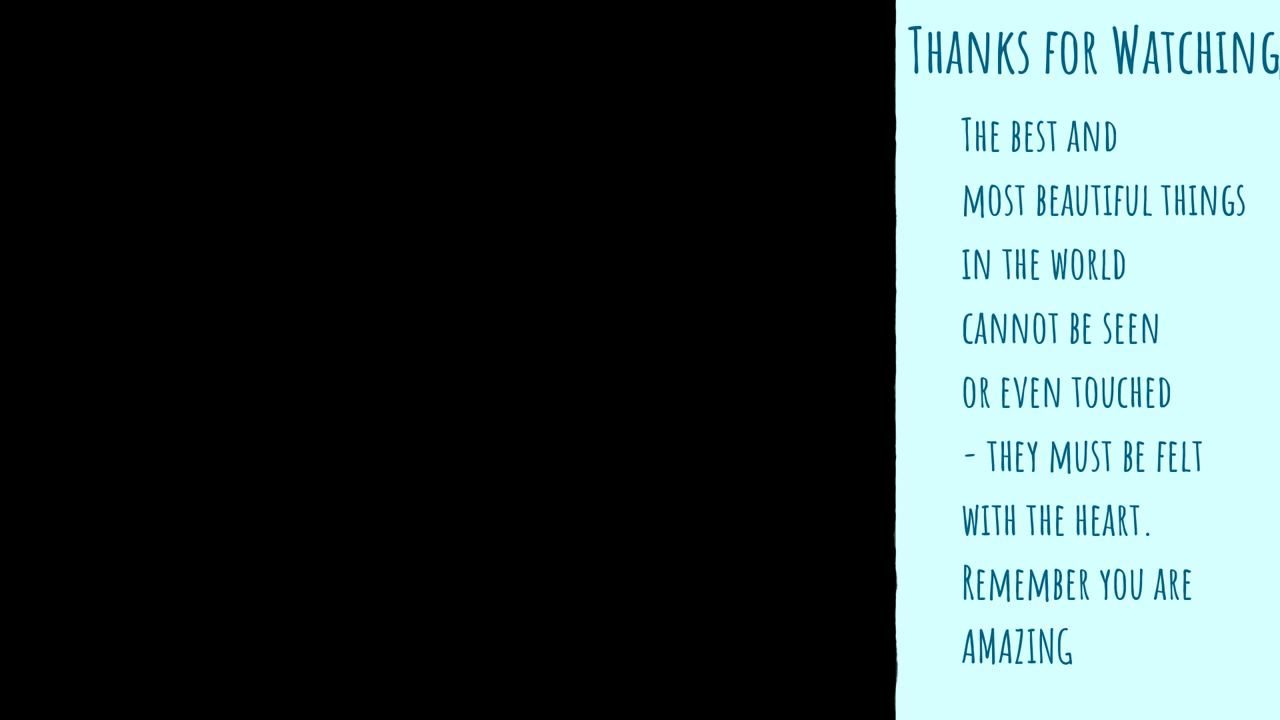 Thanks for Watching
The best and
most beautiful things
in the world
cannot be seen
or even touched
- they must be felt
with the heart.
Remember you are
amazing